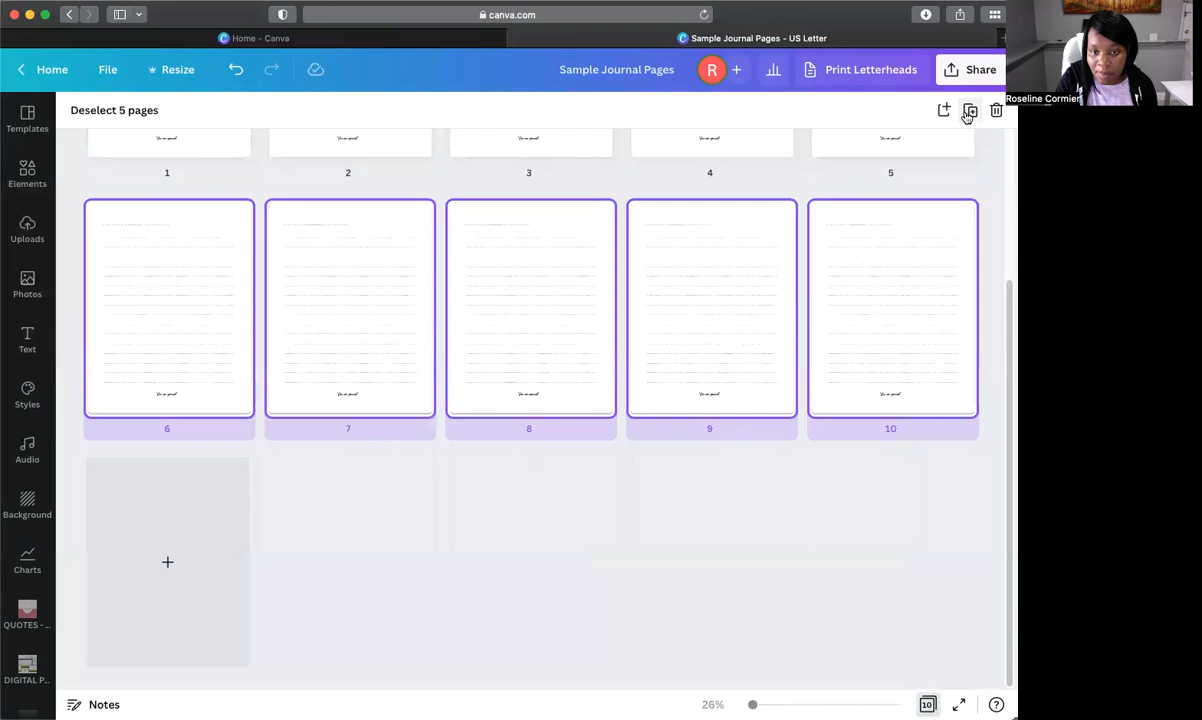 canva.com
Home - Canva
Sample Journal Pages - US Letter
Home
File
Resize
Sample Journal Pages
R
+
Print Letterheads
Share
Roseline Cormier
Deselect 5 pages
Templates
Elements
Uploads
Photos
Text
Styles
Audio
Background
Charts
QUOTES - ...
DIGITAL P...
1
2
3
4
5
6
7
8
9
10
+
Notes
26%
10
?